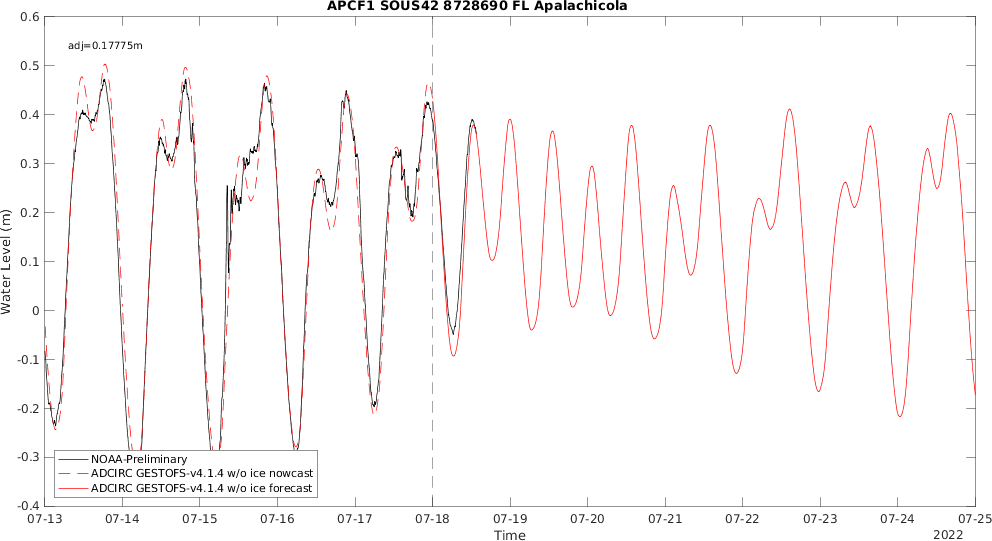 APCF1 SOUS42 8728690 FL Apalachicola
adj=0.17775m
0.6
0.5
0.4
0.3
0.2
0.1
0
-0.1
-0.2
-0.3
-0.4
Water Level (m)
NOAA-Preliminary
ADCIRC GESTOFS-v4.1.4 w/o ice nowcast
ADCIRC GESTOFS-v4.1.4 w/o ice forecast
07-13 07-14 07-15 07-16 07-17 07-18 07-19 07-20 07-21 07-22 07-23 07-24 07-25
Time
2022